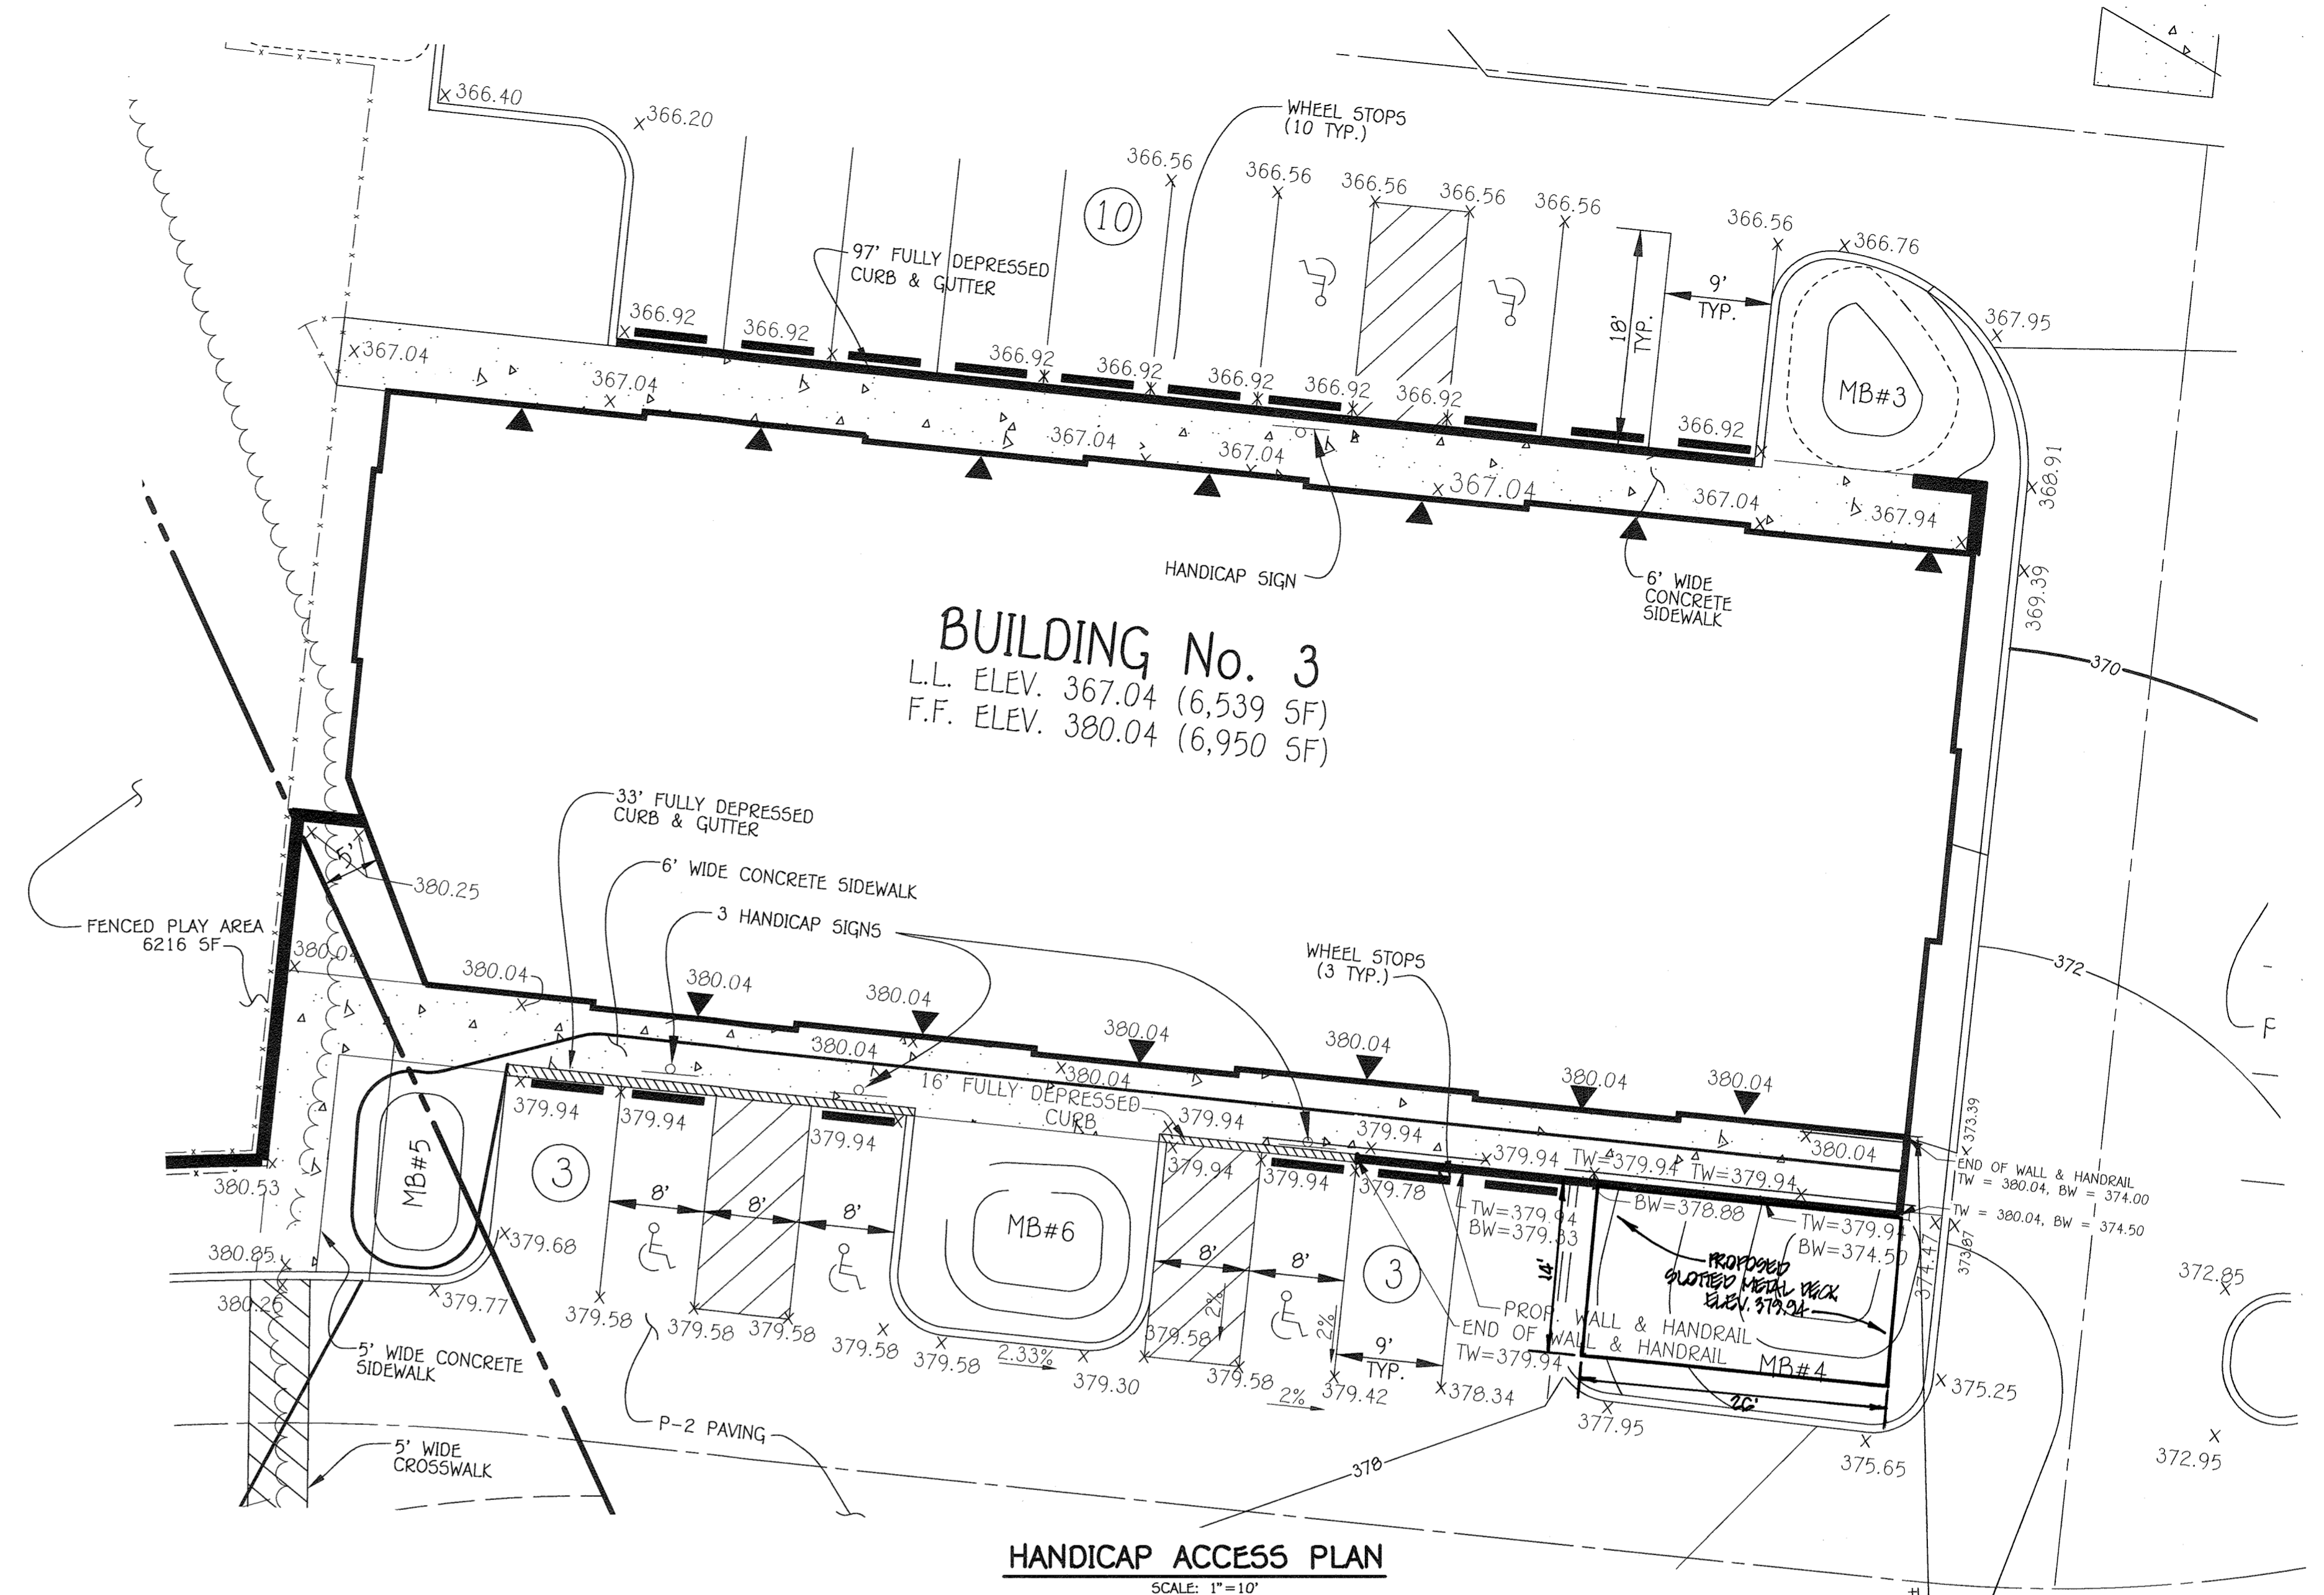 366.40
366.20
WHEEL STOPS
(10 TYP.)
366.56
366.56
366.56
366.56
366.56
366.56
366.76
10
97' FULLY DEPRESSED
CURB & GUTTER
9'
TYP.
18'
TYP.
367.95
MB#3
366.92
366.92
366.92
366.92
366.92
366.92
366.92
366.92
367.04
367.04
367.04
367.04
367.04
367.04
367.94
368.91
369.39
HANDICAP SIGN
6' WIDE
CONCRETE
SIDEWALK
BUILDING No. 3
L.L. ELEV. 367.04 (6,539 SF)
F.F. ELEV. 380.04 (6,950 SF)
370
372
33' FULLY DEPRESSED
CURB & GUTTER
6' WIDE CONCRETE SIDEWALK
3 HANDICAP SIGNS
5'
380.25
FENCED PLAY AREA
6216 SF
WHEEL STOPS
(3 TYP.)
380.04
380.04
380.04
380.04
380.04
380.04
380.04
380.04
380.04
380.04
380.04
16' FULLY DEPRESSED
CURB
379.94
379.94
379.94
379.94
379.94
379.94
379.94
379.94
379.78
TW=379.94
TW=379.94
BW=378.88
TW=379.94
BW=379.33
TW=379.94
BW=374.50
373.39
END OF WALL & HANDRAIL
TW = 380.04, BW = 374.00
TW = 380.04, BW = 374.50
374.47
373.87
MB#5
3
8'
8'
8'
MB#6
8'
8'
3
14'
PROPOSED
SLOTTED METAL DECK
ELEV. 379.94
PROP. WALL & HANDRAIL
END OF WALL & HANDRAIL
TW=379.94
MB#4
26'
380.53
380.85
380.26
379.68
379.77
379.58
379.58
379.58
379.58
379.58
2.33%
379.30
379.58
379.58
2%
2%
2%
379.42
9'
TYP.
378.34
377.95
375.65
375.25
372.85
372.95
F
5' WIDE CONCRETE
SIDEWALK
P-2 PAVING
5' WIDE
CROSSWALK
378
HANDICAP ACCESS PLAN
SCALE: 1"=10'